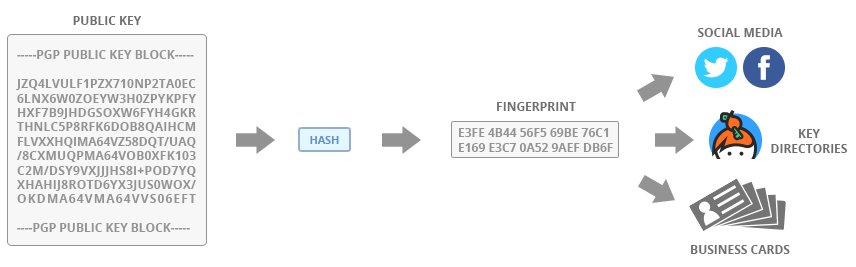 PUBLIC KEY
-----PGP PUBLIC KEY BLOCK-----
JZQ4LVULF1PZX710NP2TA0EC
6LNX6W0ZOEYW3H0ZPYKPFY
HXF7B9JHDGSOXW6FYH4GKR
THNLC5P8RFK6DOB8QAIHCM
FLVXXHQIMA64VZ58DQT/UAQ
/8CXMUQPMA64VOB0XFK103
C2M/DSY9VXJJJHS8I+POD7YQ
XHAHIJ8ROTD6YX3JUS0WOX/
OKDMA64VMA64VVS06EFT
----PGP PUBLIC KEY BLOCK-----
HASH
FINGERPRINT
E3FE 4B44 56F5 69BE 76C1
E169 E3C7 0A52 9AEF DB6F
SOCIAL MEDIA
KEY
DIRECTORIES
BUSINESS CARDS